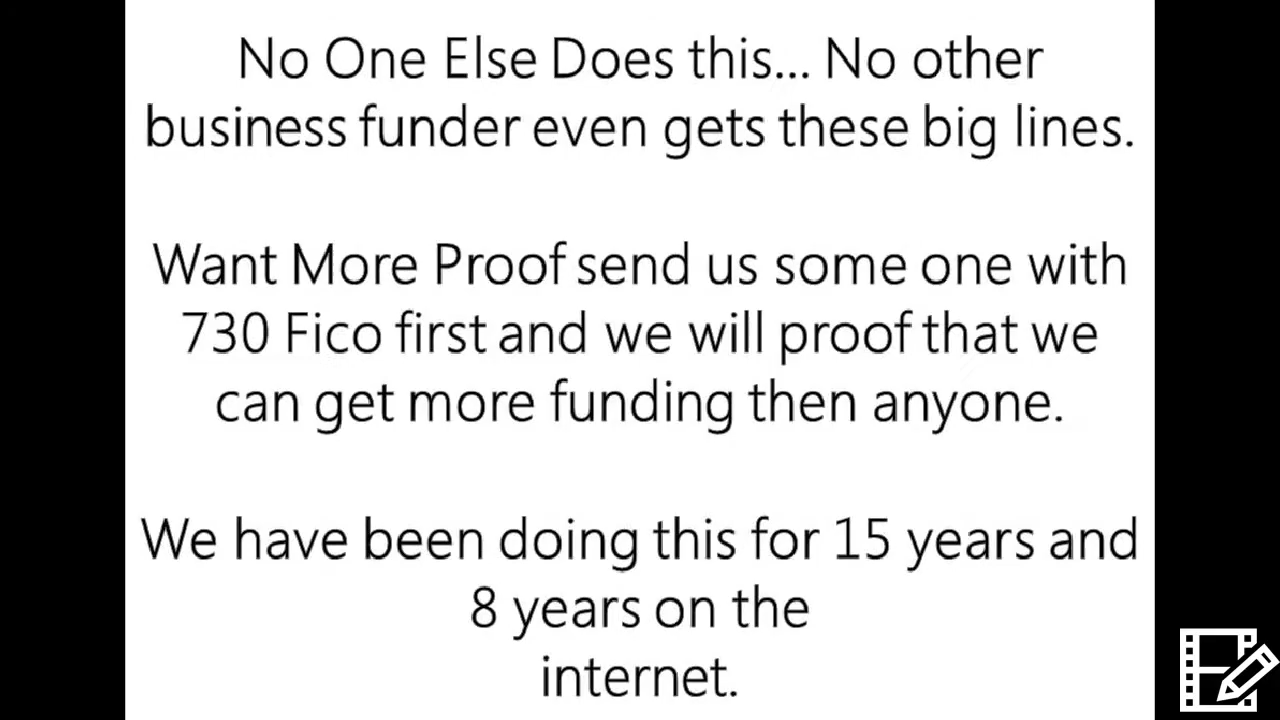 No One Else Does this... No other
business funder even gets these big lines.
Want More Proof send us some one with
730 Fico first and we will proof that we
can get more funding then anyone.
We have been doing this for 15 years and
8 years on the
internet.